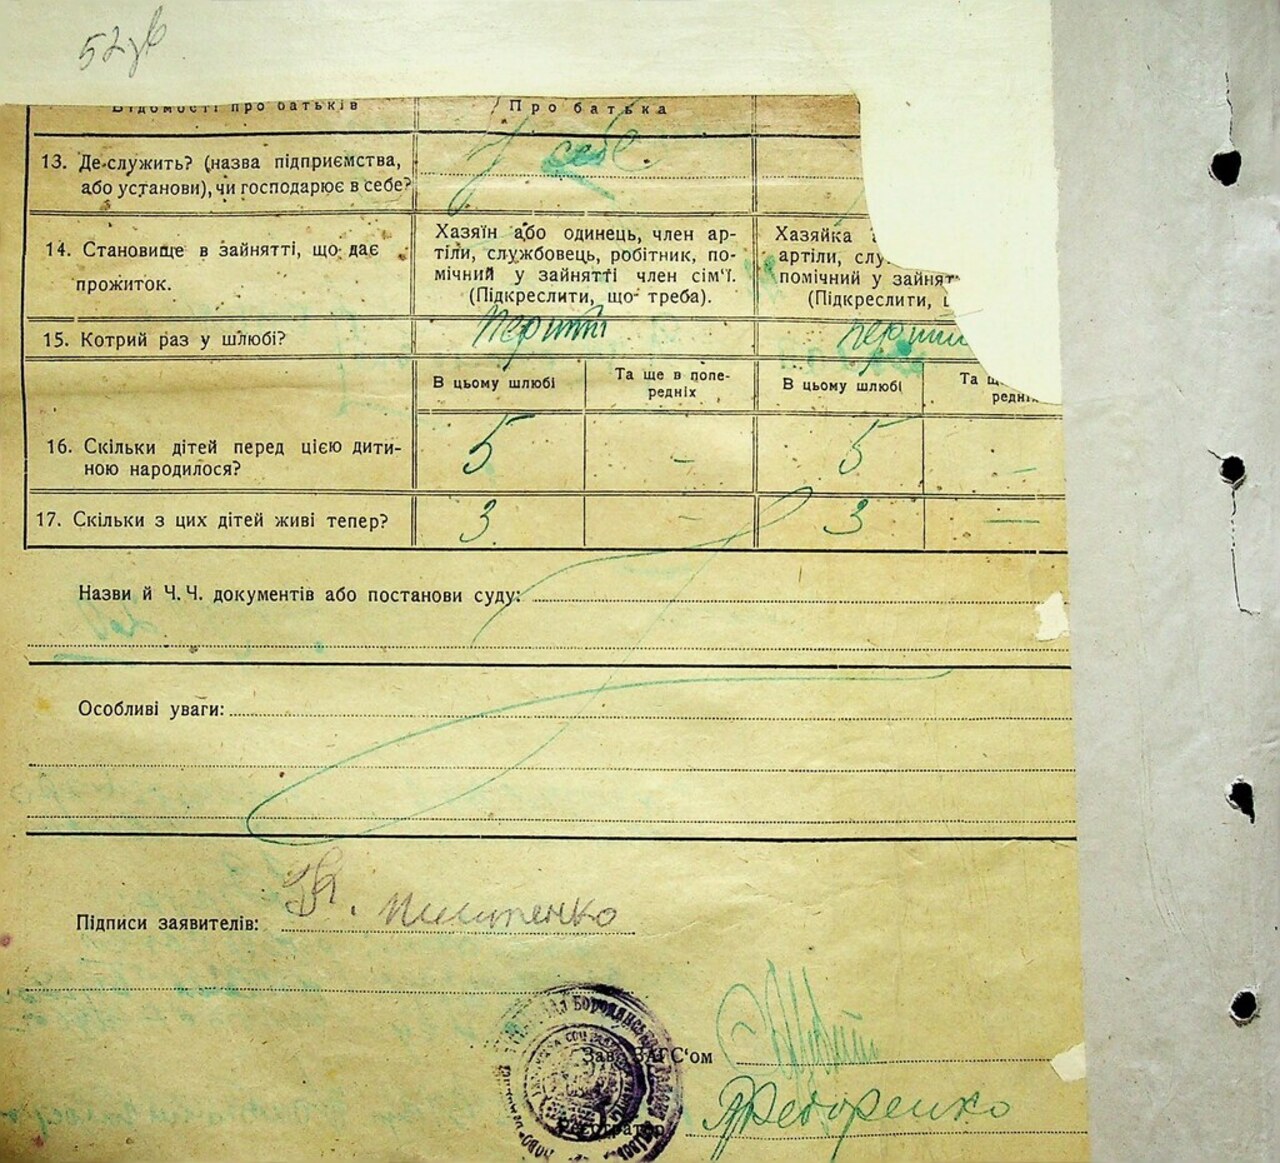 52
Відомості про батьків Про батька
13. Де служить? (назва підприємства, або установи), чи господарює в себе?
у себе
14. Становище в зайнятті, що дає прожиток.
Хазяїн або одинець, член ар-
тілі, службовець, робітник, по-
мічний у зайнятті член сім'ї.
(Підкреслити, що треба).
Хазяйка
артілі, слу
помічний у зайнят
(Підкреслити,
15. Котрий раз у шлюбі?
перший перший
В цьому шлюбі Та ще в попе-
редніх
В цьому шлюбі Та ще
редніх
16. Скільки дітей перед цією дити-
ною народилося?
5 – 5 –
17. Скільки з цих дітей живі тепер? 3 – 3 –
Назви й Ч.Ч. документів або постанови суду:
Особливі уваги:
Підписи заявителів: Пилипенко
Зав. ЗАГС'ом
Реєстратор Федоренко